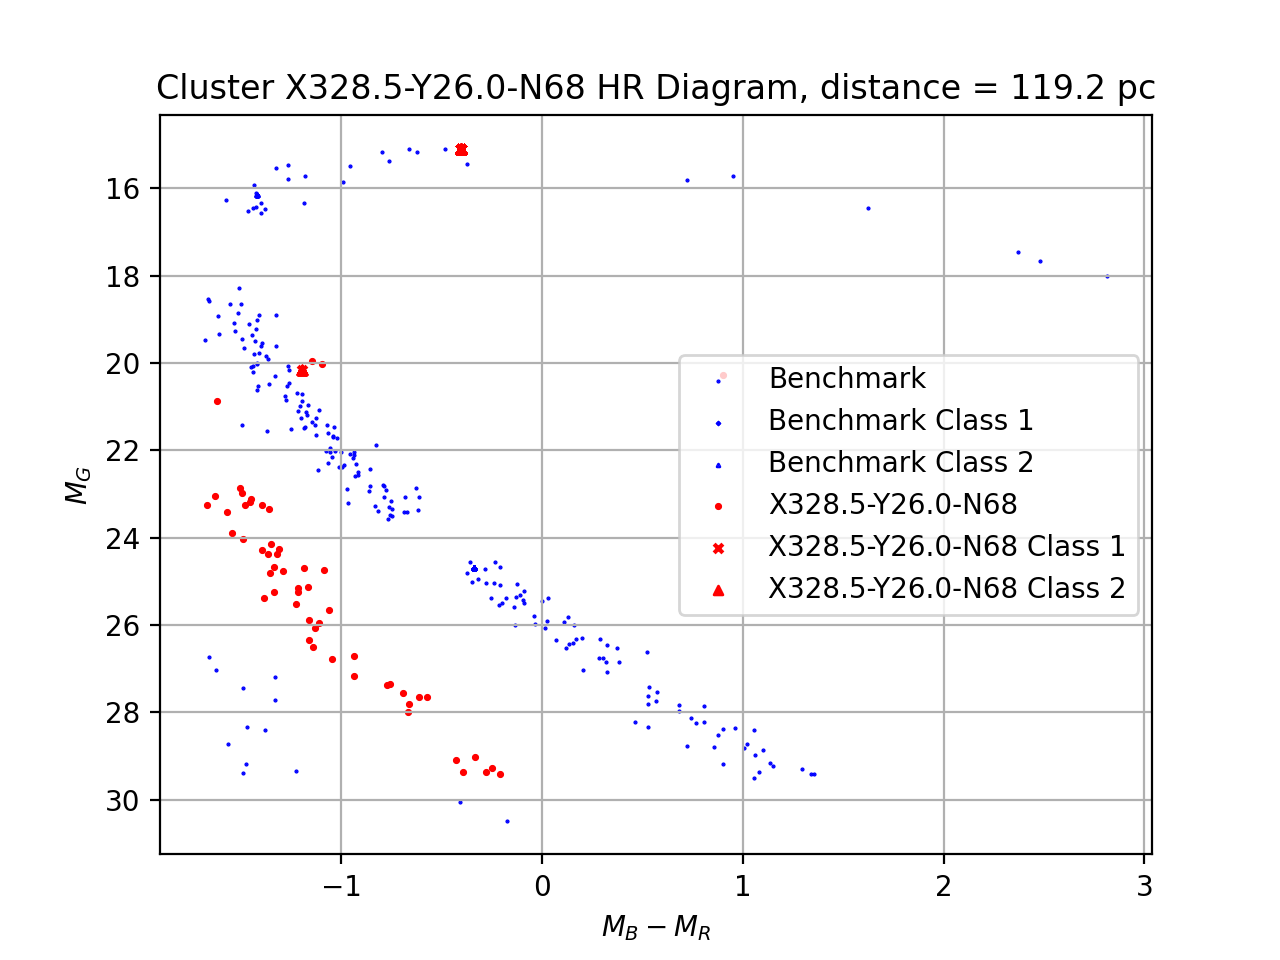 Cluster X328.5-Y26.0-N68 HR Diagram, distance = 119.2 pc
16
18
20
22
24
26
28
30
M_G
Benchmark
Benchmark Class 1
Benchmark Class 2
X328.5-Y26.0-N68
X328.5-Y26.0-N68 Class 1
X328.5-Y26.0-N68 Class 2
−1 0 1 2 3
M_B − M_R